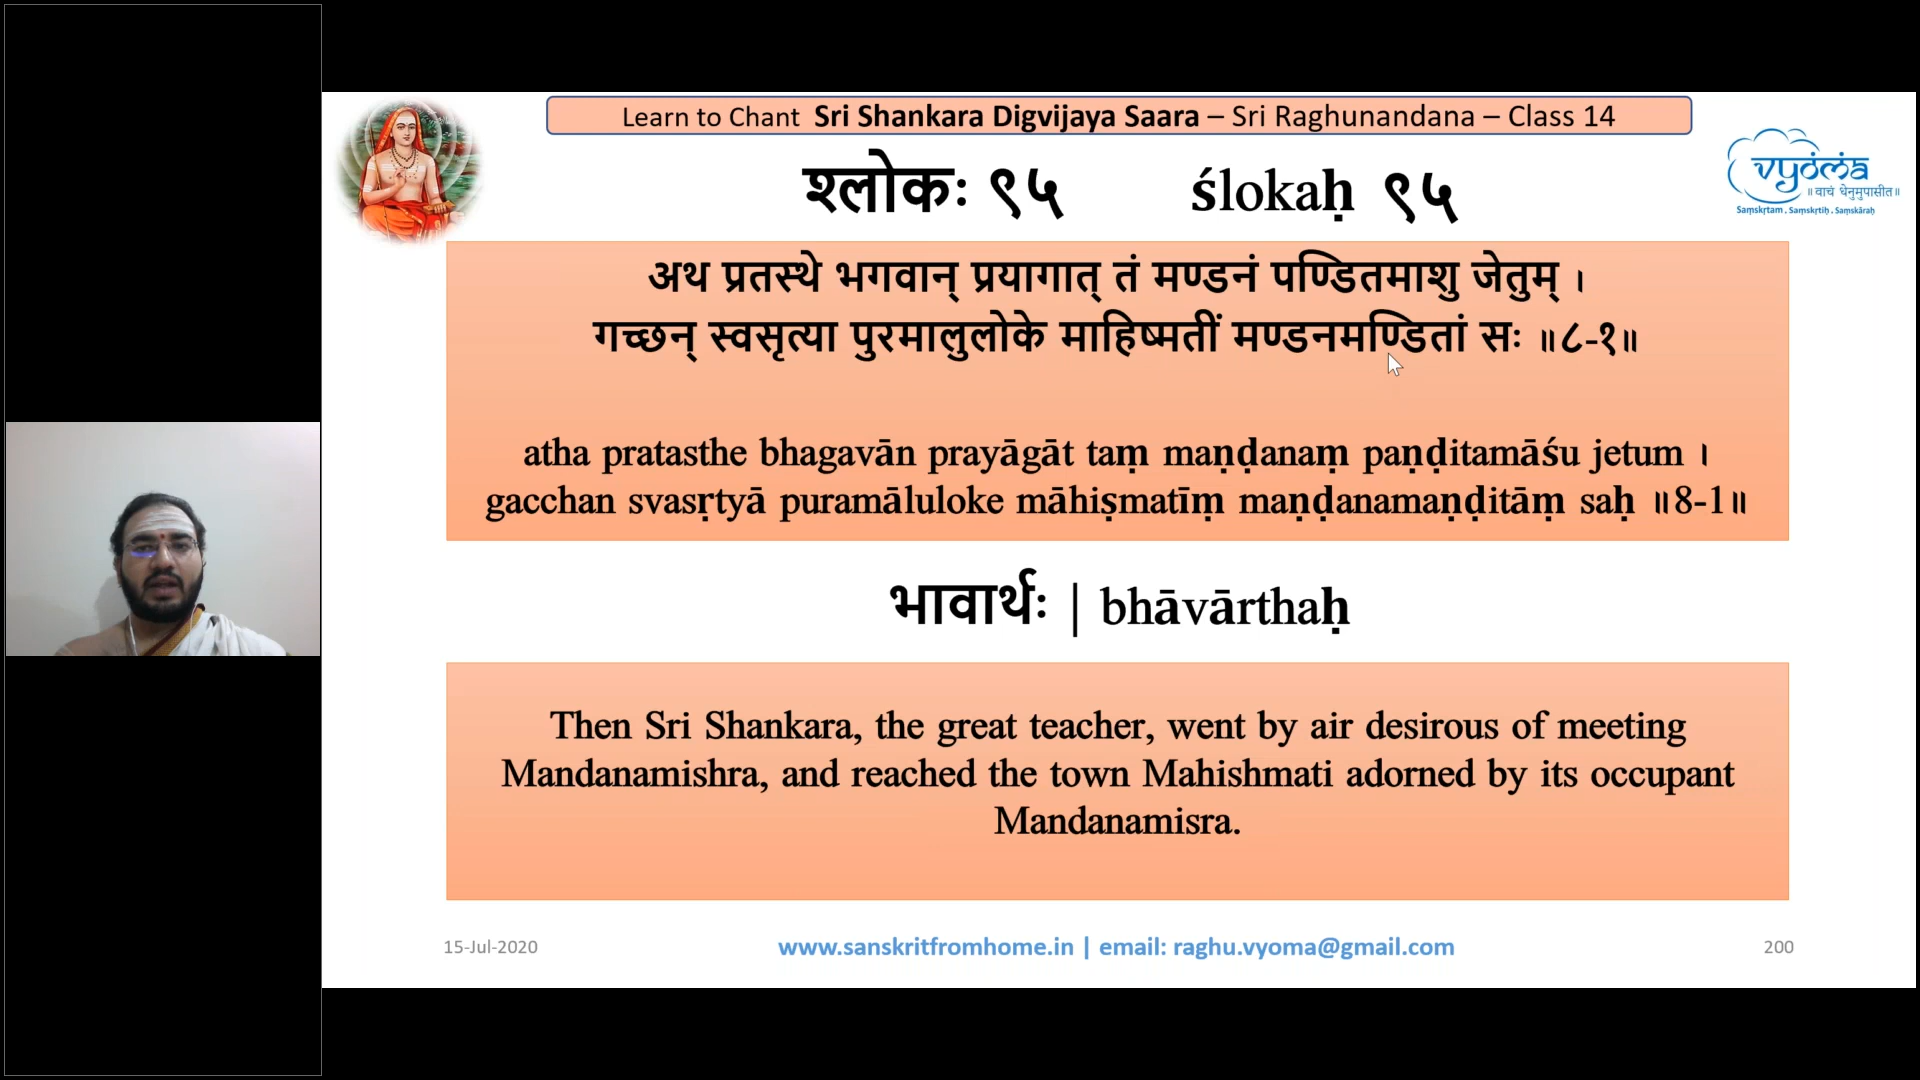 Learn to Chant Sri Shankara Digvijaya Saara – Sri Raghunandana – Class 14
vyoma
॥ वाचं धेनुमुपासीत॥
Saṃskṛtam . Saṃskṛtiḥ . Saṃskāraḥ
श्लोकः ९५ ślokaḥ ९५
अथ प्रतस्थे भगवान् प्रयागात् तं मण्डनं पण्डितमाशु जेतुम् ।
गच्छन् स्वसृत्या पुरमालुलोके माहिष्मतीं मण्डनमण्डितां सः ॥८-१॥
atha pratasthe bhagavān prayāgāt taṃ maṇḍanaṃ paṇḍitamāśu jetum ।
gacchan svasṛtyā puramāluloke māhiṣmatīṃ maṇḍanamaṇḍitāṃ saḥ ॥8-1॥
भावार्थः | bhāvārthaḥ
Then Sri Shankara, the great teacher, went by air desirous of meeting
Mandanamishra, and reached the town Mahishmati adorned by its occupant
Mandanamisra.
15-Jul-2020 www.sanskritfromhome.in | email: raghu.vyoma@gmail.com 200